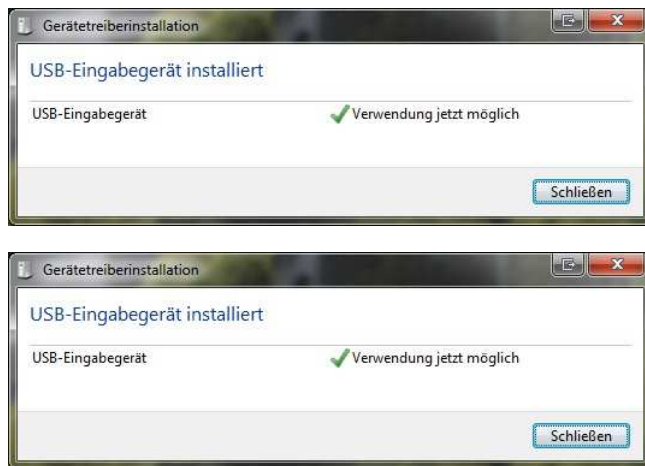 Gerätetreiberinstallation
USB-Eingabegerät installiert
USB-Eingabegerät Verwendung jetzt möglich
Schließen
Gerätetreiberinstallation
USB-Eingabegerät installiert
USB-Eingabegerät Verwendung jetzt möglich
Schließen